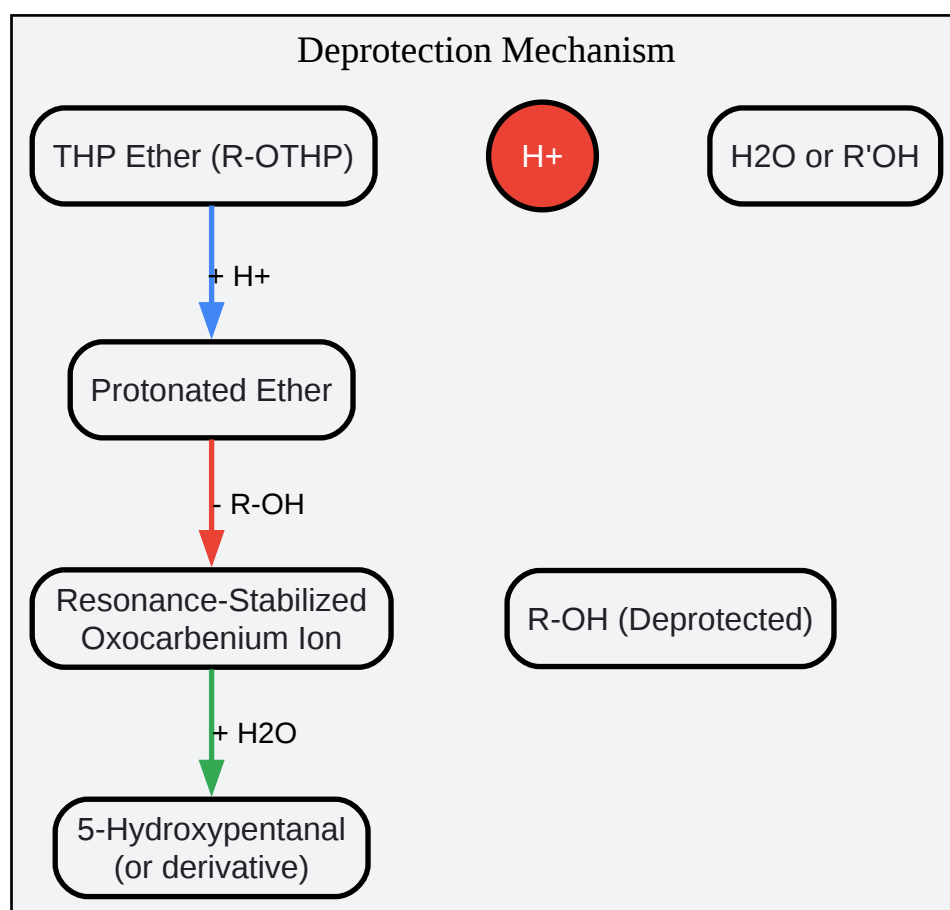 Deprotection Mechanism
THP Ether (R-OTHP)
H+
H2O or R'OH
+ H+
Protonated Ether
- R-OH
Resonance-Stabilized
Oxocarbenium Ion
R-OH (Deprotected)
+ H2O
5-Hydroxypentanal
(or derivative)